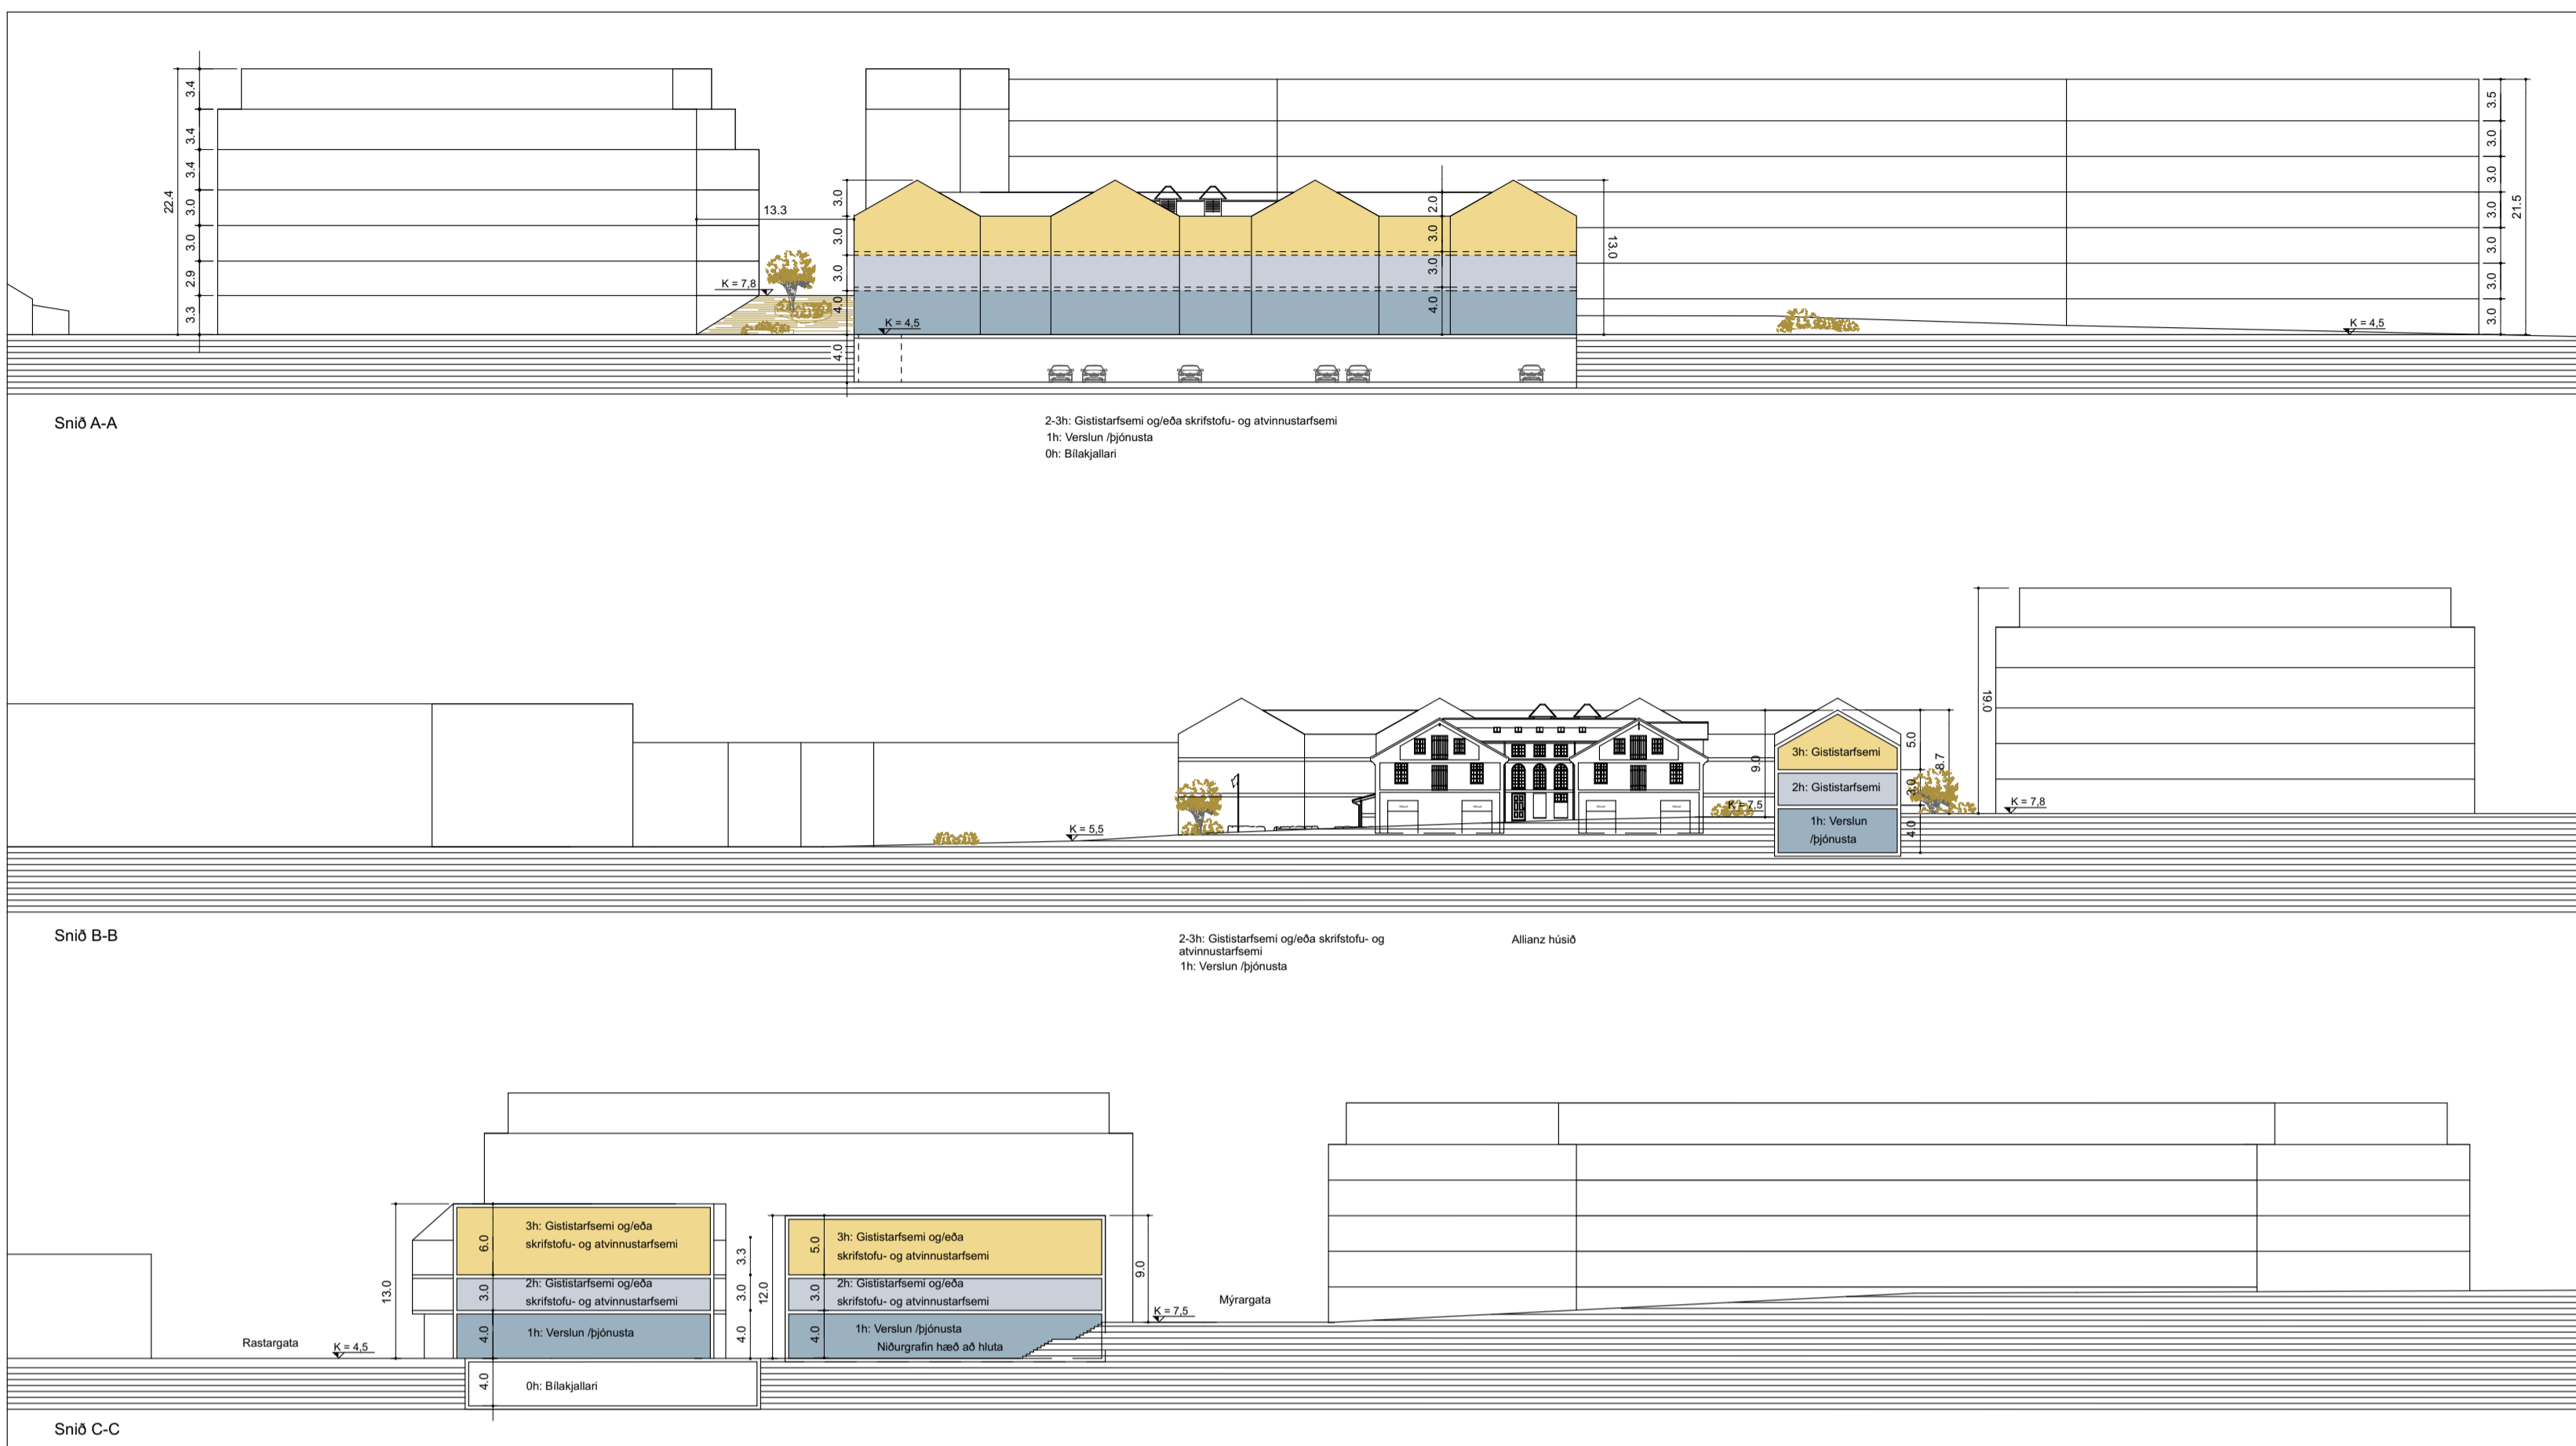 3.4
3.4
3.4
3.0
3.0
2.9
3.3
22.4
13.3
K = 7,8
3.0
3.0
3.0
4.0
4.0
K = 4,5
2.0
3.0
3.0
4.0
13.0
K = 4,5
3.5
3.0
3.0
3.0
3.0
3.0
3.0
21.5
Snið A-A
2-3h: Gististarfsemi og/eða skrifstofu- og atvinnustarfsemi
1h: Verslun /þjónusta
0h: Bílakjallari
K = 5,5
9.0
K = 7,5
3h: Gististarfsemi
2h: Gististarfsemi
1h: Verslun
/þjónusta
5.0
3.0
4.0
8.7
19.0
K = 7,8
Snið B-B
2-3h: Gististarfsemi og/eða skrifstofu- og
atvinnustarfsemi
1h: Verslun /þjónusta
Allianz húsið
Rastargata
K = 4,5
13.0
6.0
3.0
4.0
4.0
3h: Gististarfsemi og/eða
skrifstofu- og atvinnustarfsemi
2h: Gististarfsemi og/eða
skrifstofu- og atvinnustarfsemi
1h: Verslun /þjónusta
0h: Bílakjallari
3.3
3.0
4.0
12.0
5.0
3.0
4.0
3h: Gististarfsemi og/eða
skrifstofu- og atvinnustarfsemi
2h: Gististarfsemi og/eða
skrifstofu- og atvinnustarfsemi
1h: Verslun /þjónusta
Niðurgrafin hæð að hluta
9.0
K = 7,5
Mýrargata
Snið C-C